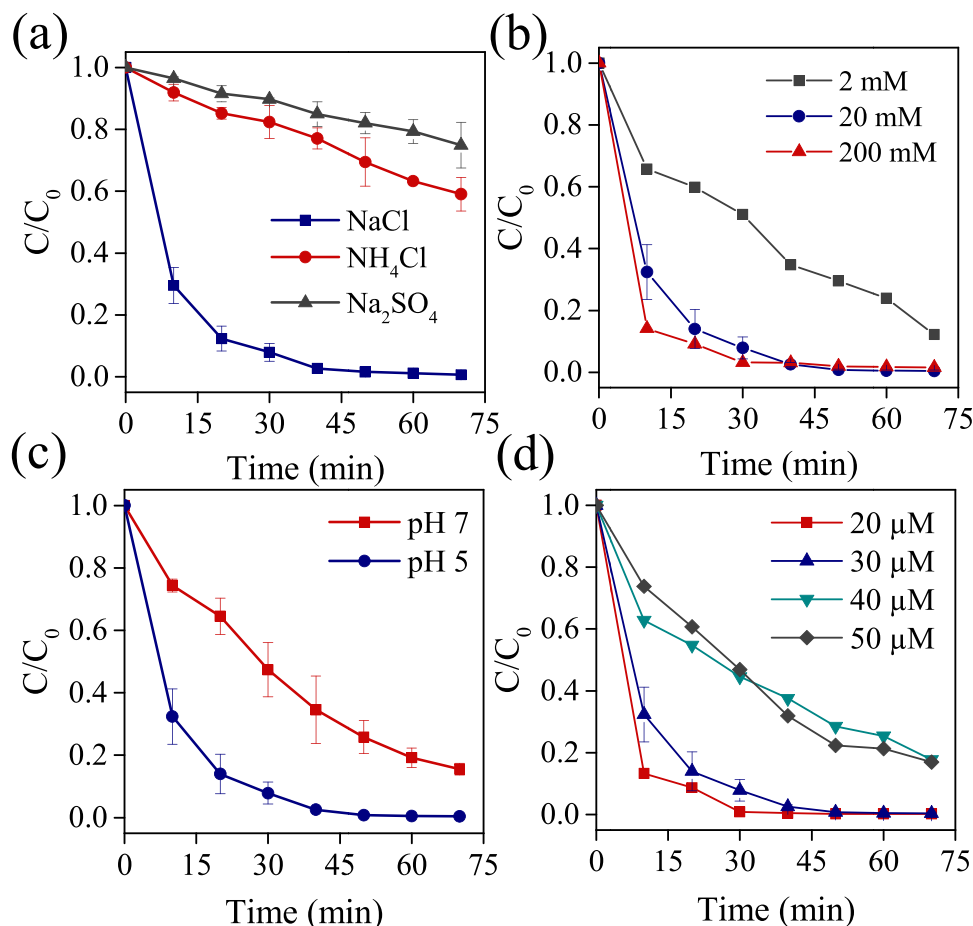 (a)
1.0
0.8
0.6
0.4
0.2
0.0
C/C0
NaCl
NH4Cl
Na2SO4
0 15 30 45 60 75
Time (min)
(b)
1.0
0.8
0.6
0.4
0.2
0.0
C/C0
2 mM
20 mM
200 mM
0 15 30 45 60 75
Time (min)
(c)
1.0
0.8
0.6
0.4
0.2
0.0
C/C0
pH 7
pH 5
0 15 30 45 60 75
Time (min)
(d)
1.0
0.8
0.6
0.4
0.2
0.0
C/C0
20 µM
30 µM
40 µM
50 µM
0 15 30 45 60 75
Time (min)